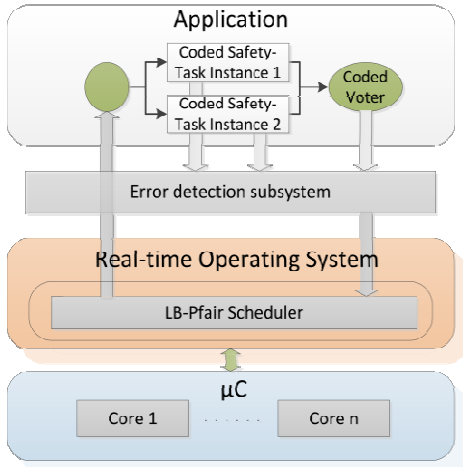 Application
Coded Safety-
Task Instance 1
Coded Safety-
Task Instance 2
Coded
Voter
Error detection subsystem
Real-time Operating System
LB-Pfair Scheduler
µC
Core 1
. . . . . .
Core n